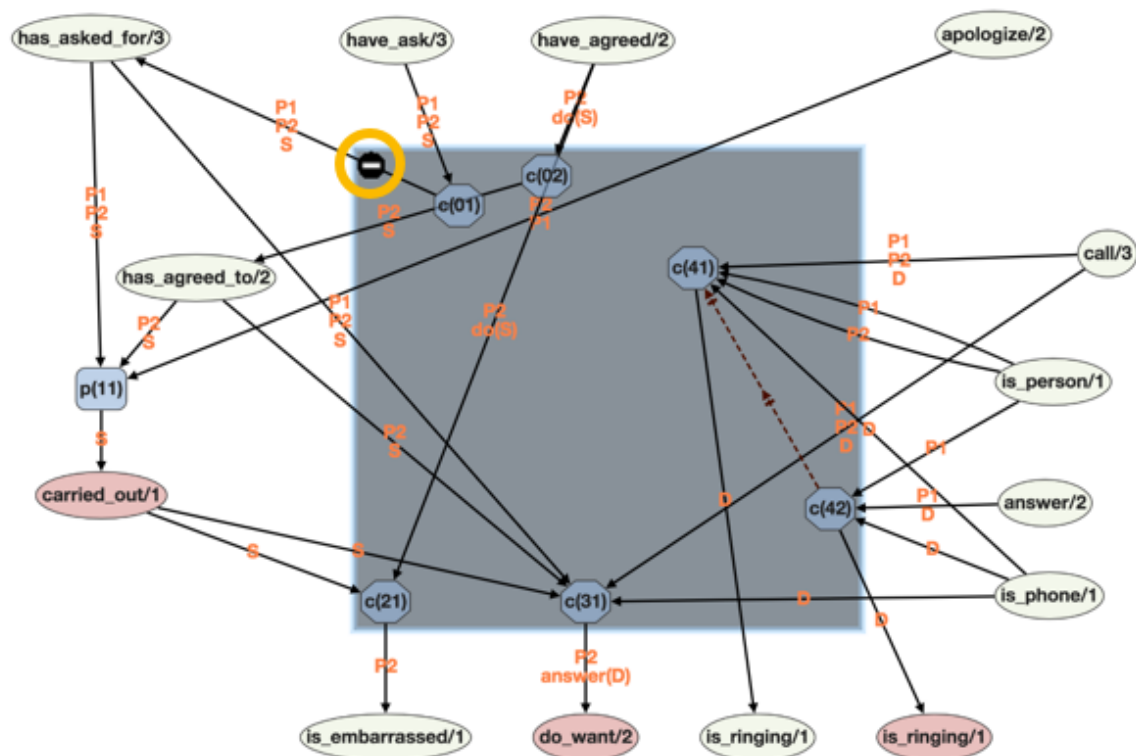 has_asked_for/3
have_ask/3
have_agreed/2
apologize/2
P1
P2
S
P1
P2
S
P2
do(S)
c(02)
c(01)
P2
P1
P1
P2
S
P2
S
has_agreed_to/2
c(41)
P1
P2
D
call/3
P1
P2
P2
do(S)
P1
P2
S
P2
S
p(11)
is_person/1
P1
P2
D
D
P2
S
P1
S
carried_out/1
D
c(42)
P1
D
answer/2
S
S
D
c(21)
c(31)
D
is_phone/1
D
P2
P2
answer(D)
is_embarrassed/1
do_want/2
is_ringing/1
is_ringing/1